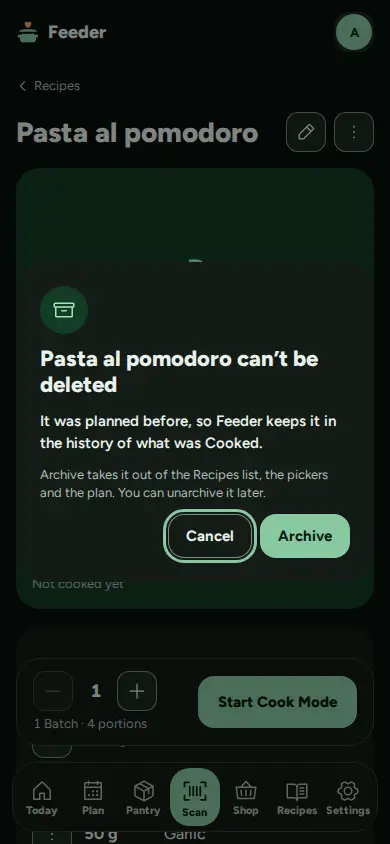 Feeder
A
Recipes
Pasta al pomodoro
Pasta al pomodoro can’t be
deleted
It was planned before, so Feeder keeps it in
the history of what was Cooked.
Archive takes it out of the Recipes list, the pickers
and the plan. You can unarchive it later.
Cancel
Archive
Not cooked yet
1
Start Cook Mode
1 Batch · 4 portions
Today
Plan
Pantry
Scan
Shop
Recipes
Settings
50 g
Garlic